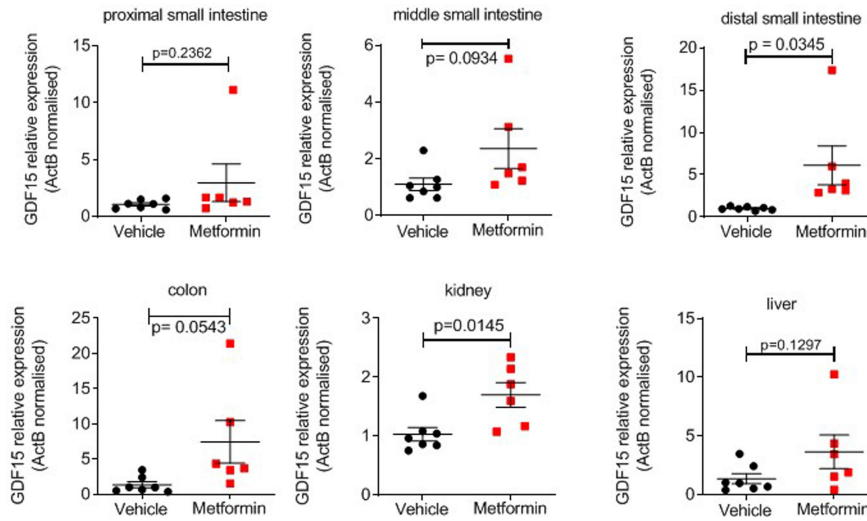 proximal small intestine
GDF15 relative expression
(ActB normalised)
15
10
5
0
p=0.2362
Vehicle
Metformin
middle small intestine
GDF15 relative expression
(ActB normalised)
6
4
2
0
p= 0.0934
Vehicle
Metformin
distal small intestine
GDF15 relative expression
(ActB normalised)
20
15
10
5
0
p = 0.0345
Vehicle
Metformin
colon
GDF15 relative expression
(ActB normalised)
25
20
15
10
5
0
p= 0.0543
Vehicle
Metformin
kidney
GDF15 relative expression
(ActB normalised)
3
2
1
0
p=0.0145
Vehicle
Metformin
liver
GDF15 relative expression
(ActB normalised)
15
10
5
0
p=0.1297
Vehicle
Metformin